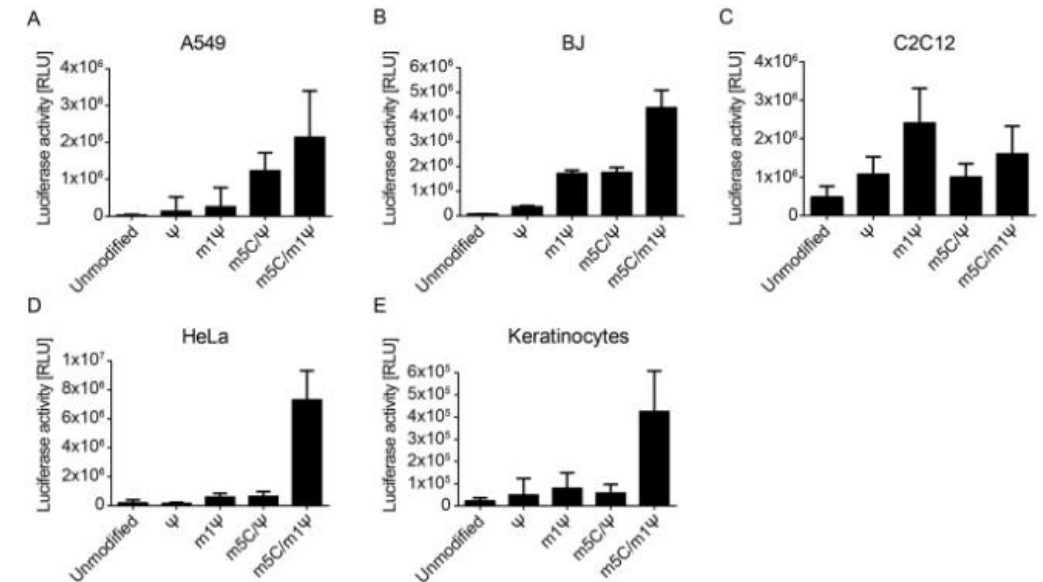 A
A549
Luciferase activity [RLU]
4x10⁶
3x10⁶
2x10⁶
1x10⁶
0
Unmodified
Ψ
m1Ψ
m5C/Ψ
m5C/m1Ψ
B
BJ
Luciferase activity [RLU]
6x10⁶
5x10⁶
4x10⁶
3x10⁶
2x10⁶
1x10⁶
0
Unmodified
Ψ
m1Ψ
m5C/Ψ
m5C/m1Ψ
C
C2C12
Luciferase activity [RLU]
4x10⁶
3x10⁶
2x10⁶
1x10⁶
0
Unmodified
Ψ
m1Ψ
m5C/Ψ
m5C/m1Ψ
D
HeLa
Luciferase activity [RLU]
1x10⁷
8x10⁶
6x10⁶
4x10⁶
2x10⁶
0
Unmodified
Ψ
m1Ψ
m5C/Ψ
m5C/m1Ψ
E
Keratinocytes
Luciferase activity [RLU]
6x10⁵
5x10⁵
4x10⁵
3x10⁵
2x10⁵
1x10⁵
0
Unmodified
Ψ
m1Ψ
m5C/Ψ
m5C/m1Ψ